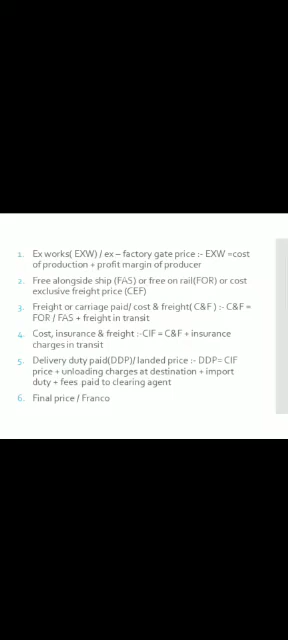 1. Ex works( EXW) / ex – factory gate price :- EXW =cost
of production + profit margin of producer
2. Free alongside ship (FAS) or free on rail(FOR) or cost
exclusive freight price (CEF)
3. Freight or carriage paid/ cost & freight( C&F ) :- C&F =
FOR / FAS + freight in transit
4. Cost, insurance & freight :-CIF = C&F + insurance
charges in transit
5. Delivery duty paid(DDP)/ landed price :- DDP= CIF
price + unloading charges at destination + import
duty + fees paid to clearing agent
6. Final price / Franco